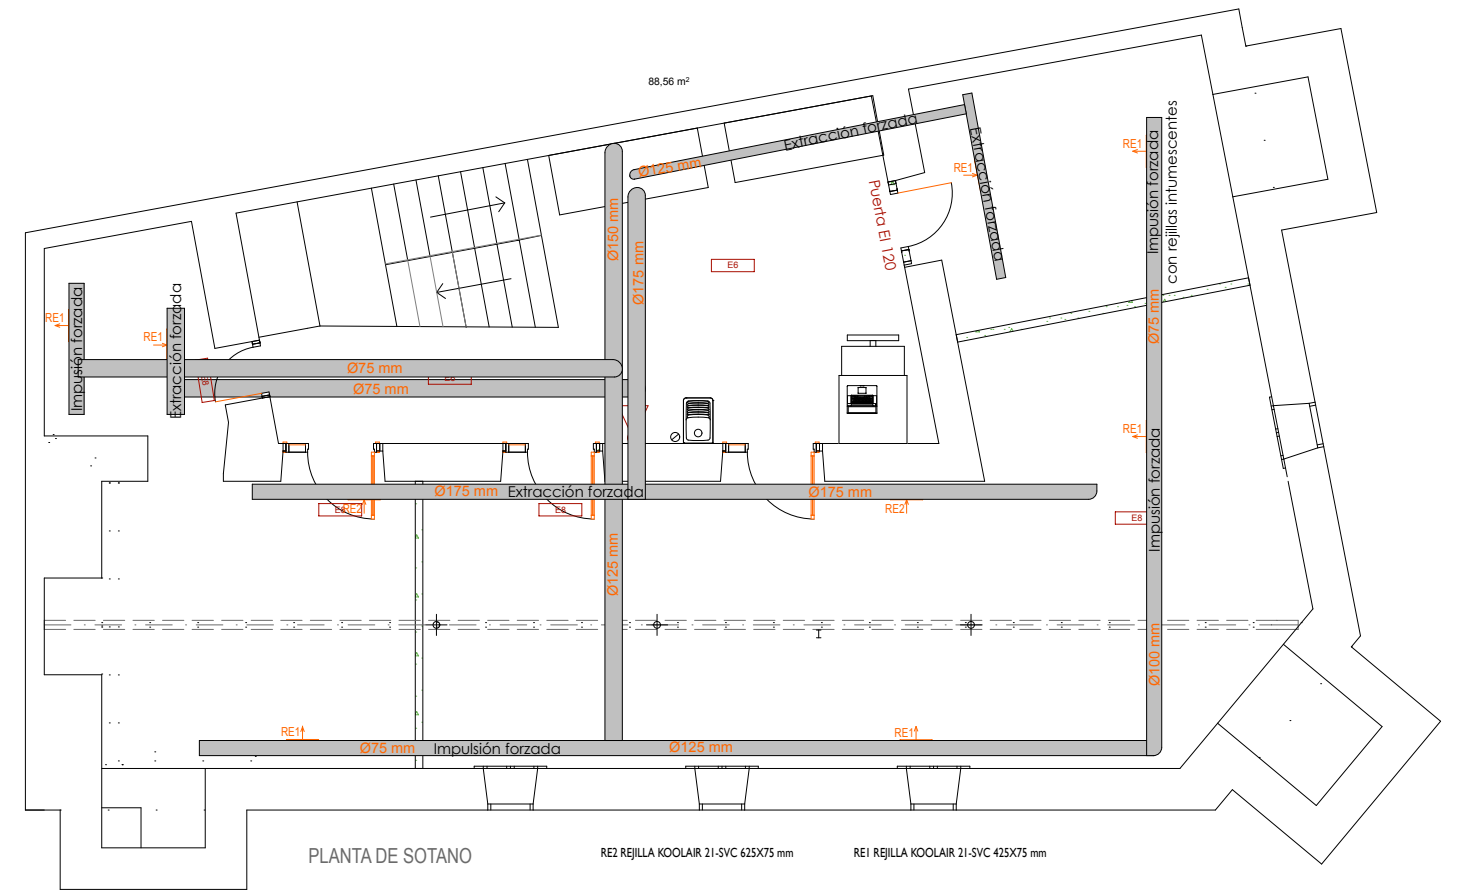 88,56 m²
Extracción forzada
Ø125 mm
RE1
Extracción forzada
RE1
Impusión forzada
con rejillas intumescentes
Puerta EI 120
Ø150 mm
Ø175 mm
E6
RE1
Impusión forzada
RE1
Extracción forzada
Ø75 mm
Ø75 mm
Ø75 mm
RE1
Impusión forzada
Ø175 mm
Extracción forzada
Ø175 mm
RE2
RE2
E8
E8
Ø125 mm
Ø100 mm
RE1
Ø75 mm
Impulsión forzada
Ø125 mm
RE1
PLANTA DE SOTANO
RE2 REJILLA KOOLAIR 21-SVC 625X75 mm
RE1 REJILLA KOOLAIR 21-SVC 425X75 mm